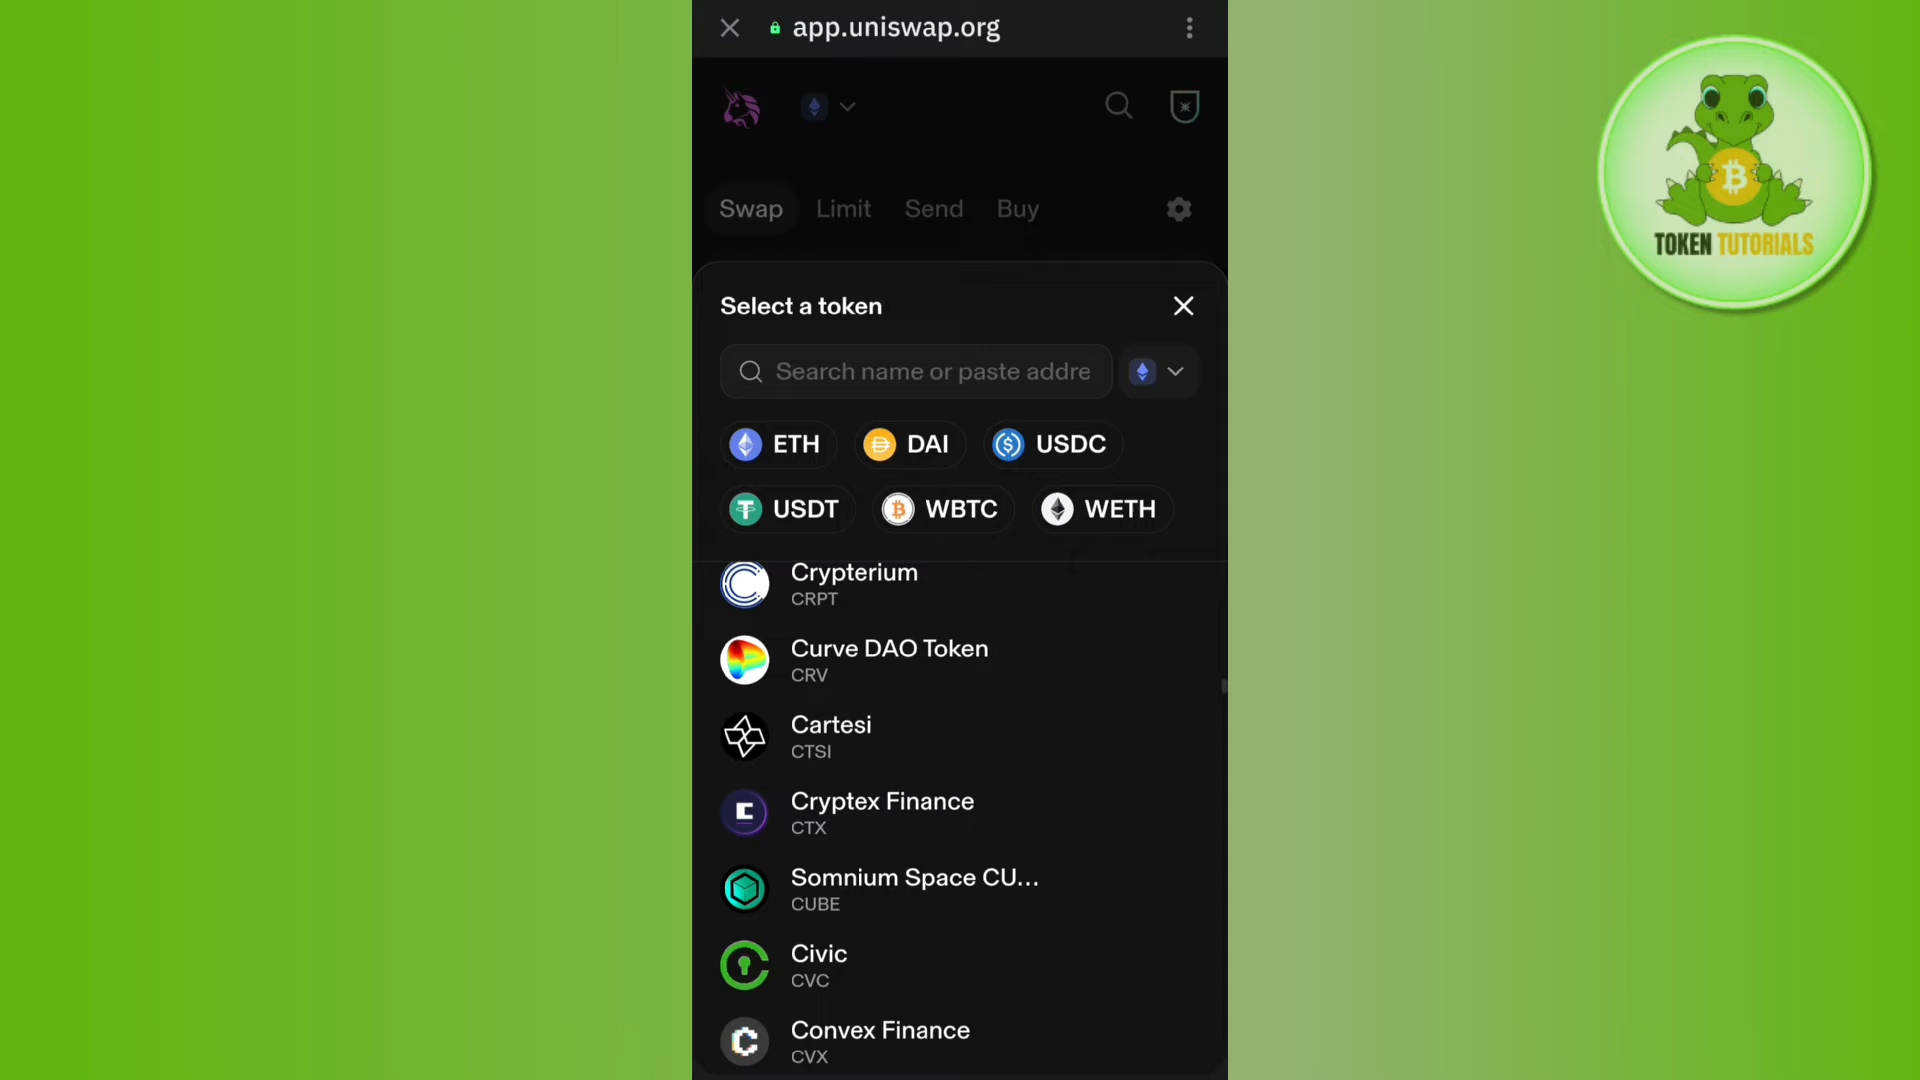 app.uniswap.org
Swap Limit Send Buy
Select a token
Search name or paste addre
ETH DAI USDC
USDT WBTC WETH
Crypterium
CRPT
Curve DAO Token
CRV
Cartesi
CTSI
Cryptex Finance
CTX
Somnium Space CU...
CUBE
Civic
CVC
Convex Finance
CVX
TOKEN TUTORIALS